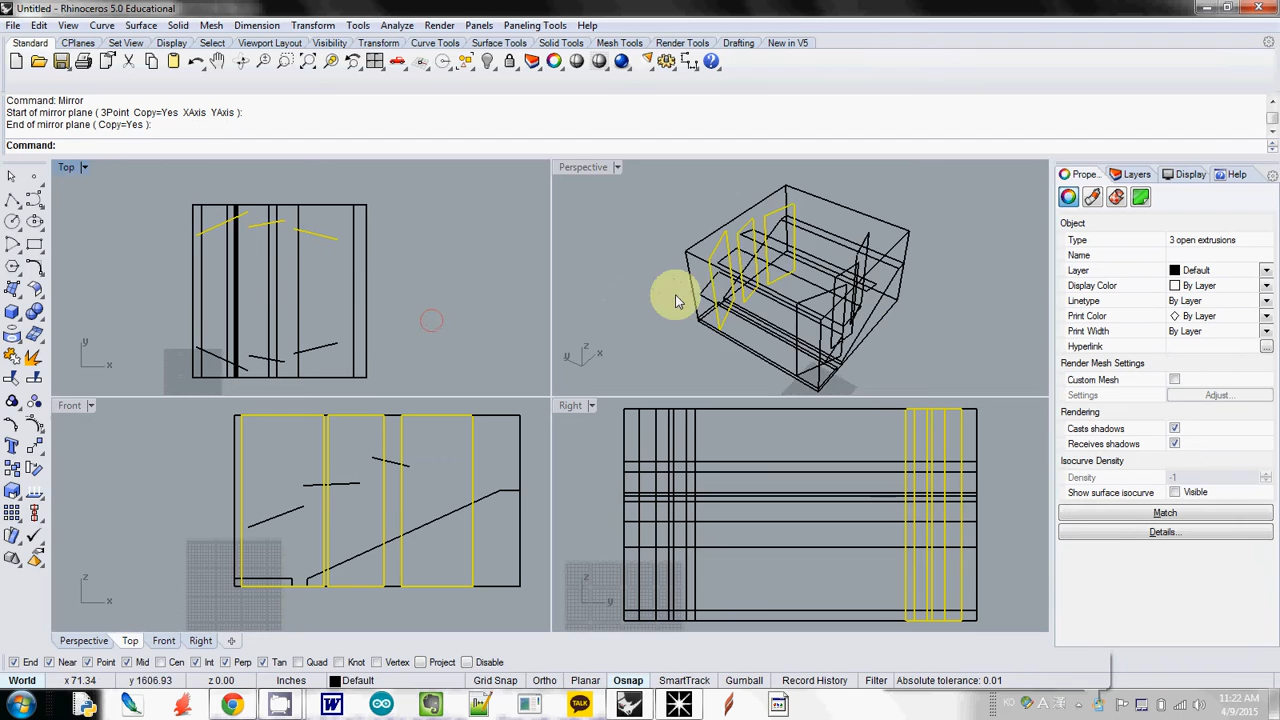 Untitled - Rhinoceros 5.0 Educational
File Edit View Curve Surface Solid Mesh Dimension Transform Tools Analyze Render Panels Paneling Tools Help
Standard CPlanes Set View Display Select Viewport Layout Visibility Transform Curve Tools Surface Tools Solid Tools Mesh Tools Render Tools Drafting New in V5
Command: Mirror
Start of mirror plane ( 3Point Copy=Yes XAxis YAxis ):
End of mirror plane ( Copy=Yes ):
Command:
Top
Perspective
Prope... Layers Display Help
Object
Type 3 open extrusions
Name
Layer Default
Display Color By Layer
Linetype By Layer
Print Color By Layer
Print Width By Layer
Hyperlink
Render Mesh Settings
Custom Mesh
Settings Adjust...
Rendering
Casts shadows
Receives shadows
Isocurve Density
Density -1
Show surface isocurve Visible
Match
Details...
y x
z x y
Front
Right
z x
z y
Perspective Top Front Right
End Near Point Mid Cen Int Perp Tan Quad Knot Vertex Project Disable
World x 71.34 y 1606.93 z 0.00 Inches Default Grid Snap Ortho Planar Osnap SmartTrack Gumball Record History Filter Absolute tolerance: 0.01
TALK
KO A 漢
11:22 AM
4/9/2015